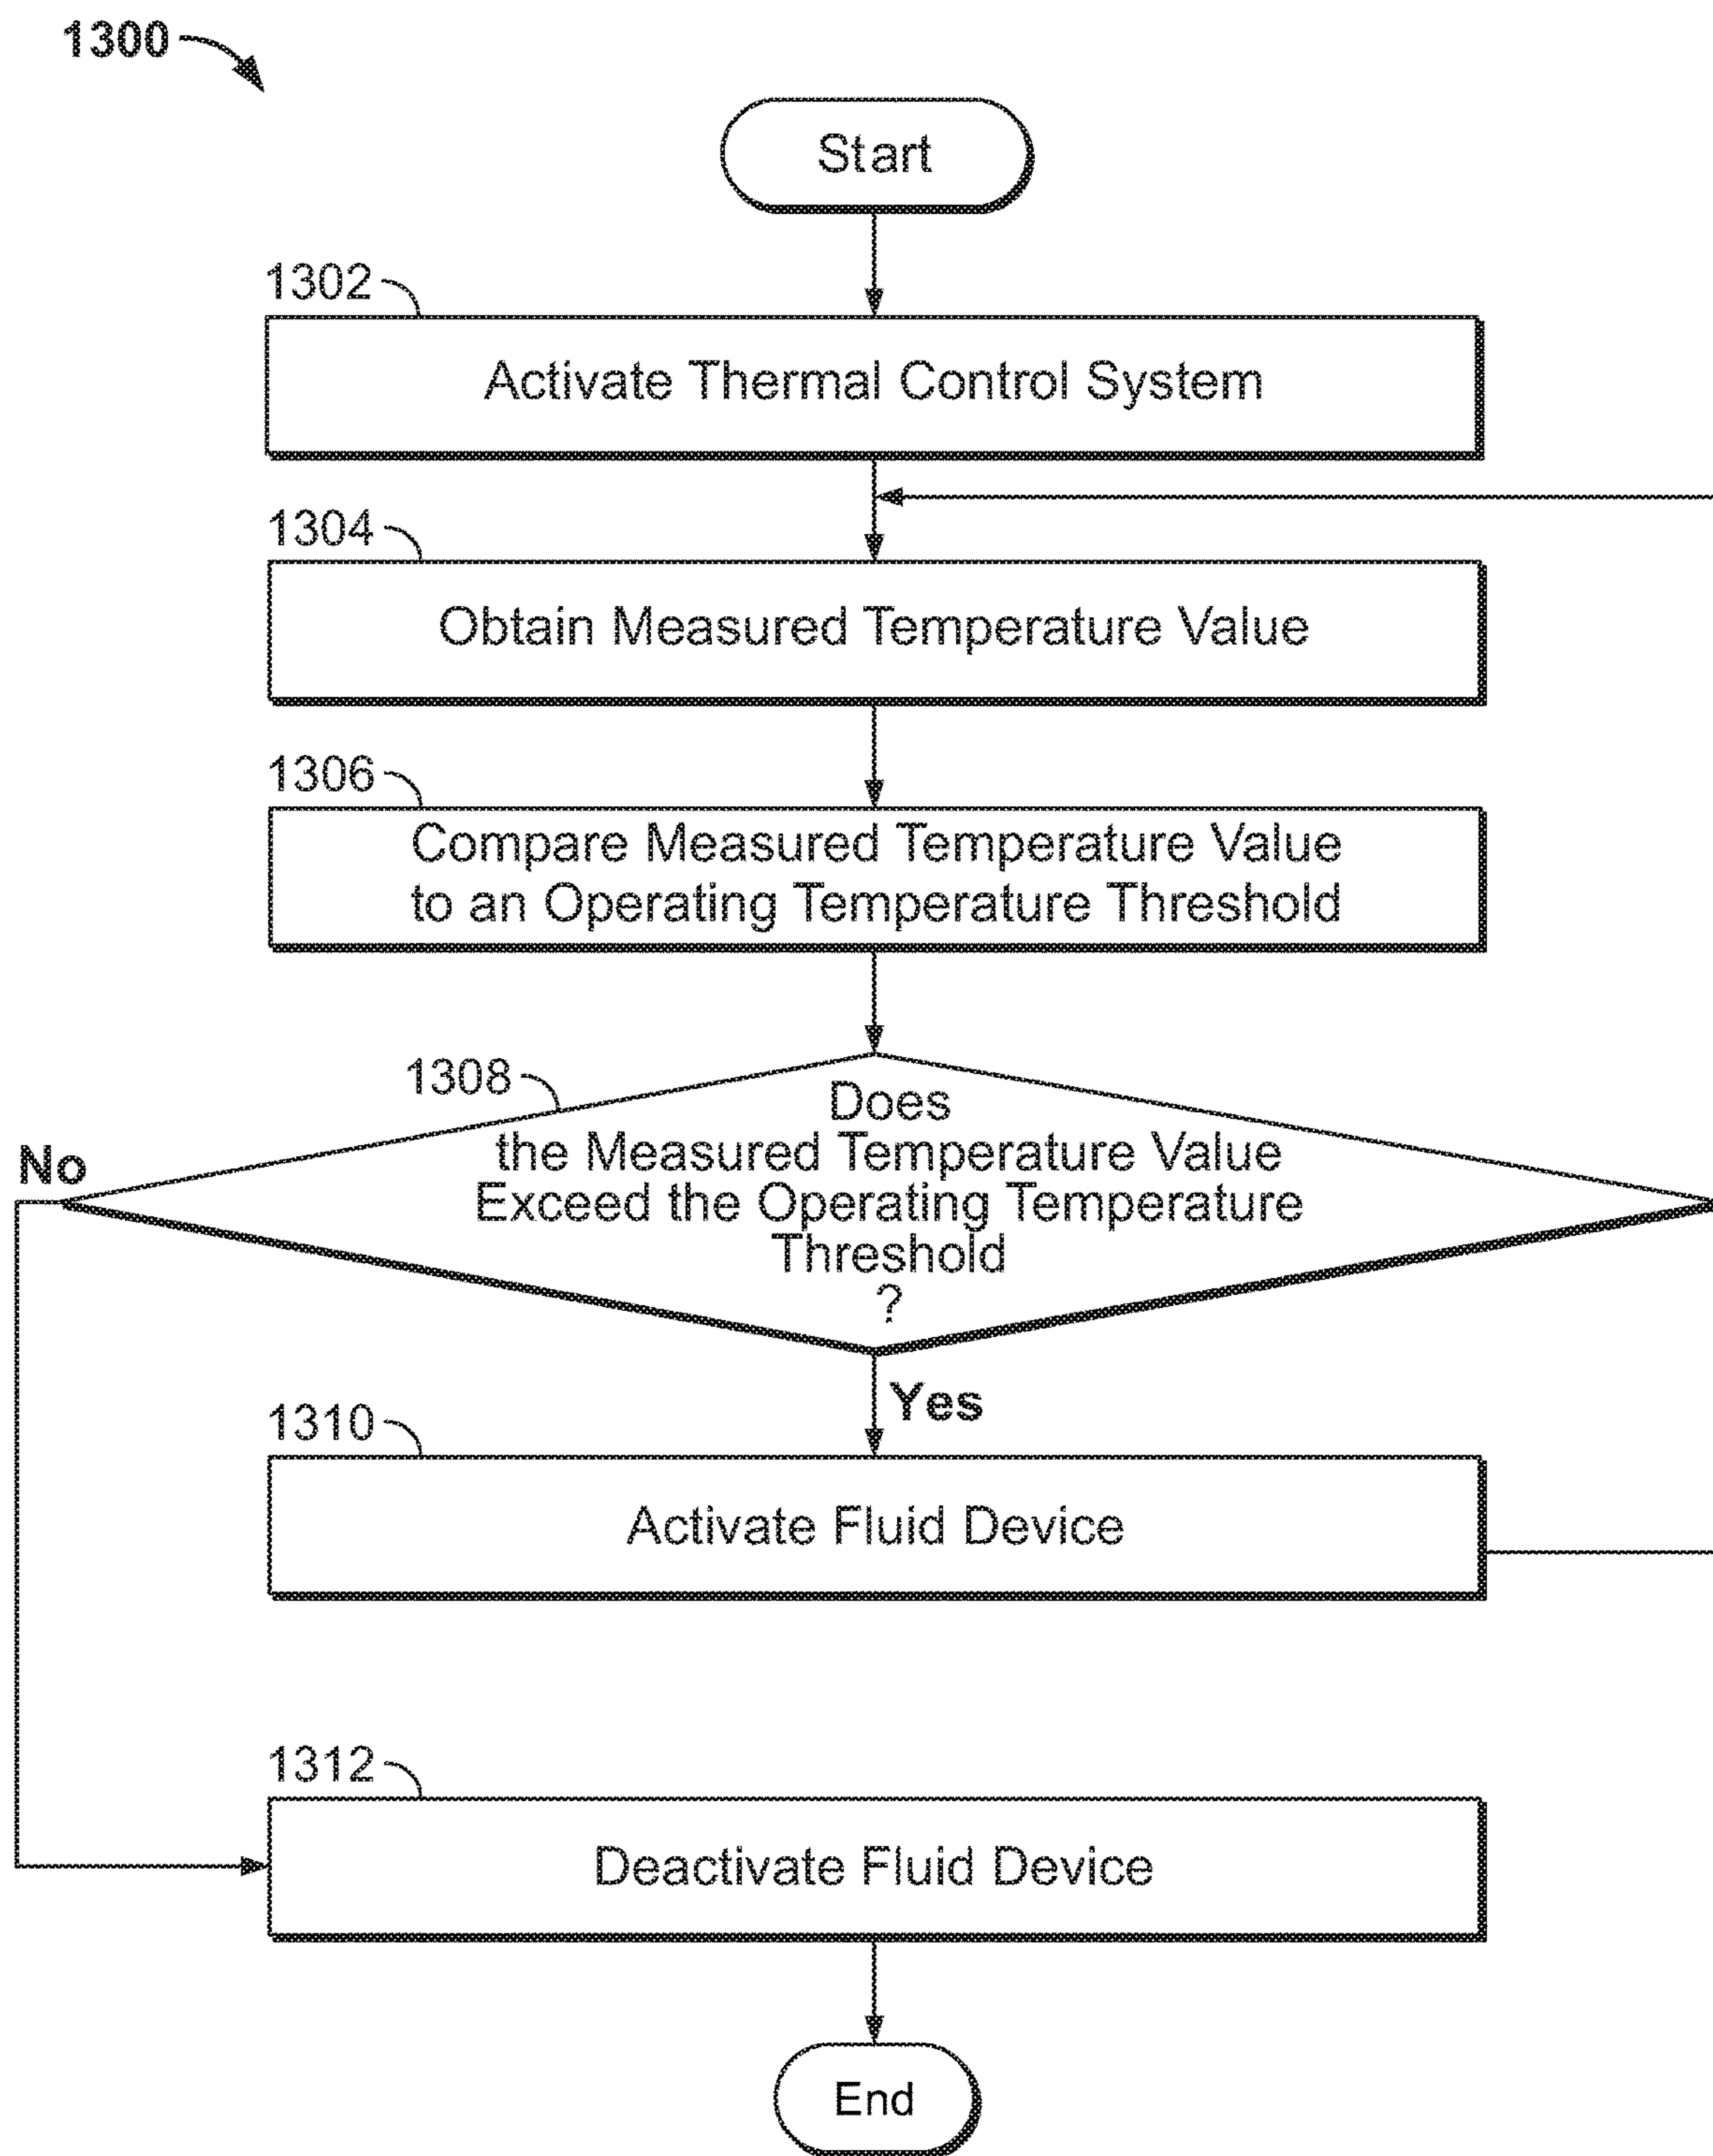 1300
Start
1302
Activate Thermal Control System
1304
Obtain Measured Temperature Value
1306
Compare Measured Temperature Value
to an Operating Temperature Threshold
1308
Does
the Measured Temperature Value
Exceed the Operating Temperature
Threshold
?
No
Yes
1310
Activate Fluid Device
1312
Deactivate Fluid Device
End